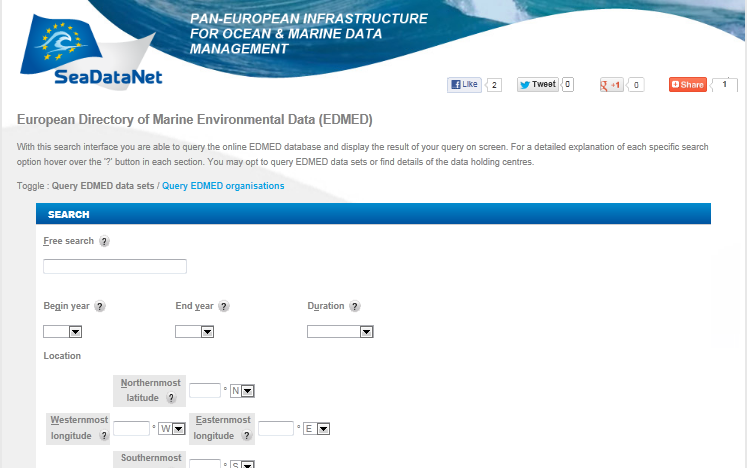 PAN-EUROPEAN INFRASTRUCTURE
FOR OCEAN & MARINE DATA
MANAGEMENT
SeaDataNet
Like 2 Tweet 0 +1 0 Share 1
European Directory of Marine Environmental Data (EDMED)
With this search interface you are able to query the online EDMED database and display the result of your query on screen. For a detailed explanation of each specific search
option hover over the '?' button in each section. You may opt to query EDMED data sets or find details of the data holding centres.
Toggle : Query EDMED data sets / Query EDMED organisations
SEARCH
Free search ?
Begin year ? End year ? Duration ?
Location
Northernmost
latitude ? ° N
Westernmost
longitude ? ° W
Easternmost
longitude ? ° E
Southernmost
° S